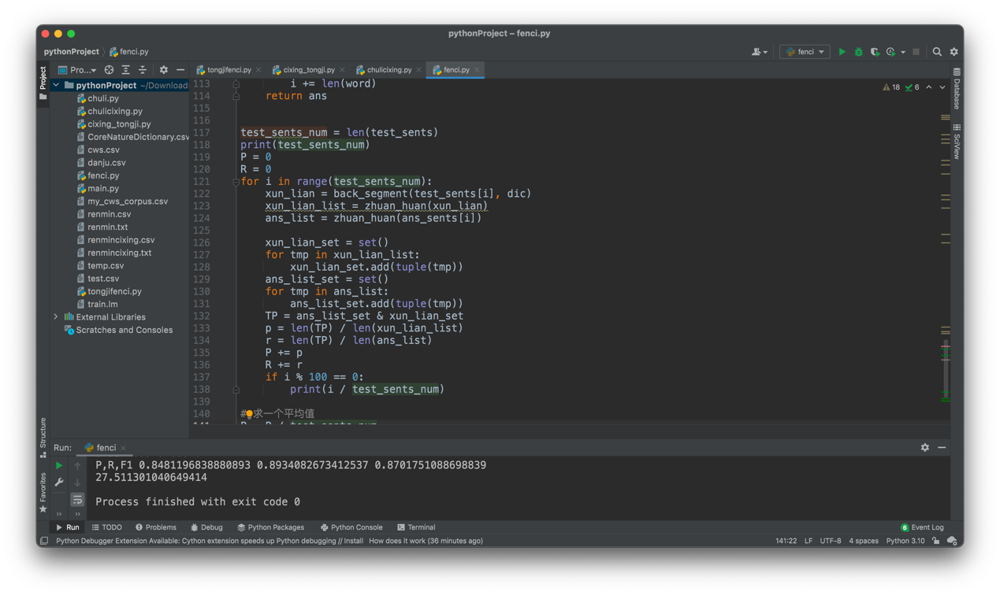 pythonProject – fenci.py
pythonProject
fenci.py
fenci
Project
Pro...
tongjifenci.py
cixing_tongji.py
chulicixing.py
fenci.py
pythonProject ~/Download
chuli.py
chulicixing.py
cixing_tongji.py
CoreNatureDictionary.csv
cws.csv
danju.csv
fenci.py
main.py
my_cws_corpus.csv
renmin.csv
renmin.txt
renmincixing.csv
renmincixing.txt
temp.csv
test.csv
tongjifenci.py
train.lm
External Libraries
Scratches and Consoles
18 6
Database
SciView
113 i += len(word)
114 return ans
115
116
117 test_sents_num = len(test_sents)
118 print(test_sents_num)
119 P = 0
120 R = 0
121 for i in range(test_sents_num):
122 xun_lian = back_segment(test_sents[i], dic)
123 xun_lian_list = zhuan_huan(xun_lian)
124 ans_list = zhuan_huan(ans_sents[i])
125
126 xun_lian_set = set()
127 for tmp in xun_lian_list:
128 xun_lian_set.add(tuple(tmp))
129 ans_list_set = set()
130 for tmp in ans_list:
131 ans_list_set.add(tuple(tmp))
132 TP = ans_list_set & xun_lian_set
133 p = len(TP) / len(xun_lian_list)
134 r = len(TP) / len(ans_list)
135 P += p
136 R += r
137 if i % 100 == 0:
138 print(i / test_sents_num)
139
140 # 求一个平均值
Structure
Favorites
Run: fenci
P,R,F1 0.8481196838880893 0.8934082673412537 0.8701751088698839
27.511301040649414
Process finished with exit code 0
Run
TODO
Problems
Debug
Python Packages
Python Console
Terminal
6 Event Log
Python Debugger Extension Available: Cython extension speeds up Python debugging // Install How does it work (36 minutes ago)
141:22 LF UTF-8 4 spaces Python 3.10